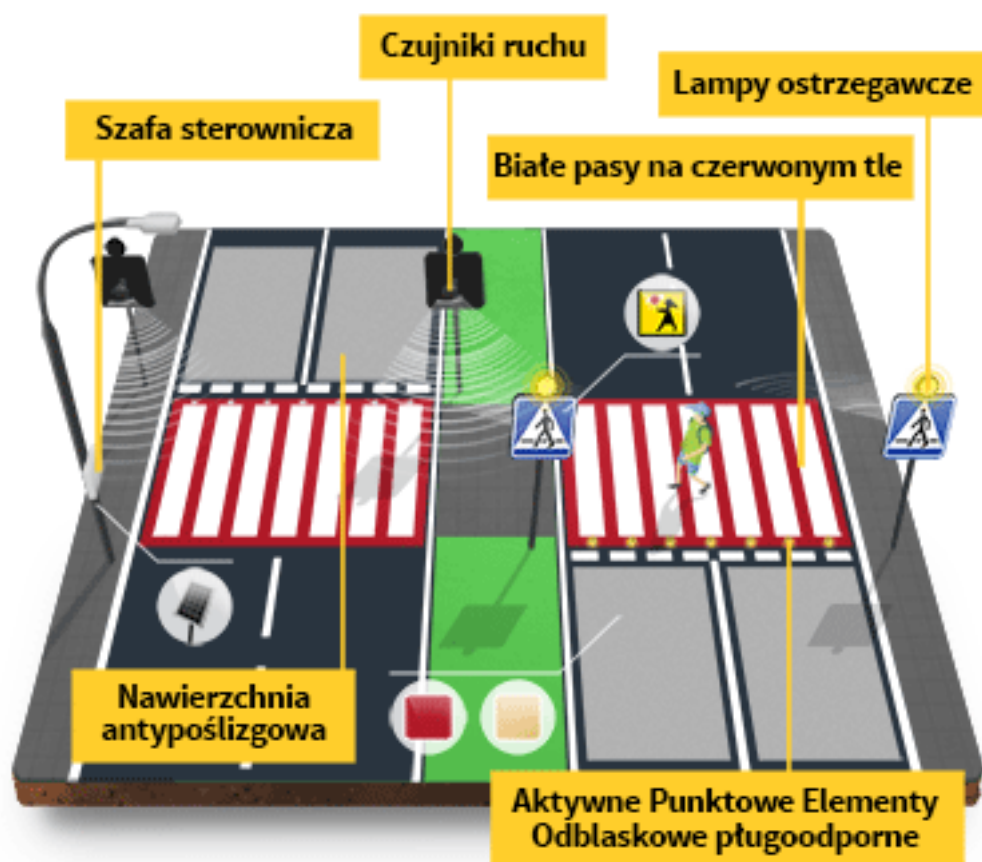 Czujniki ruchu
Lampy ostrzegawcze
Szafa sterownicza
Białe pasy na czerwonym tle
Nawierzchnia
antypoślizgowa
Aktywne Punktowe Elementy
Odblaskowe pługoodporne